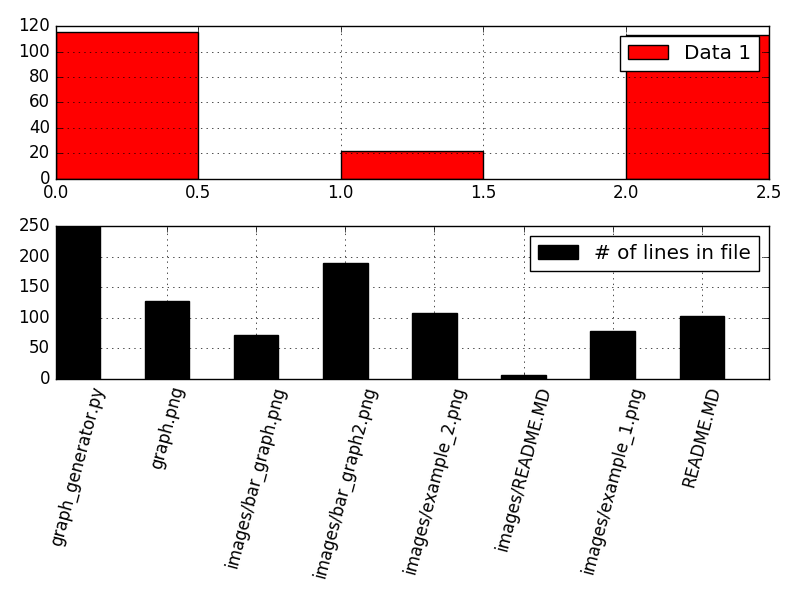 120
100
80
60
40
20
0
Data 1
0.0 0.5 1.0 1.5 2.0 2.5
250
200
150
100
50
0
# of lines in file
graph_generator.py
graph.png
images/bar_graph.png
images/bar_graph2.png
images/example_2.png
images/README.MD
images/example_1.png
README.MD